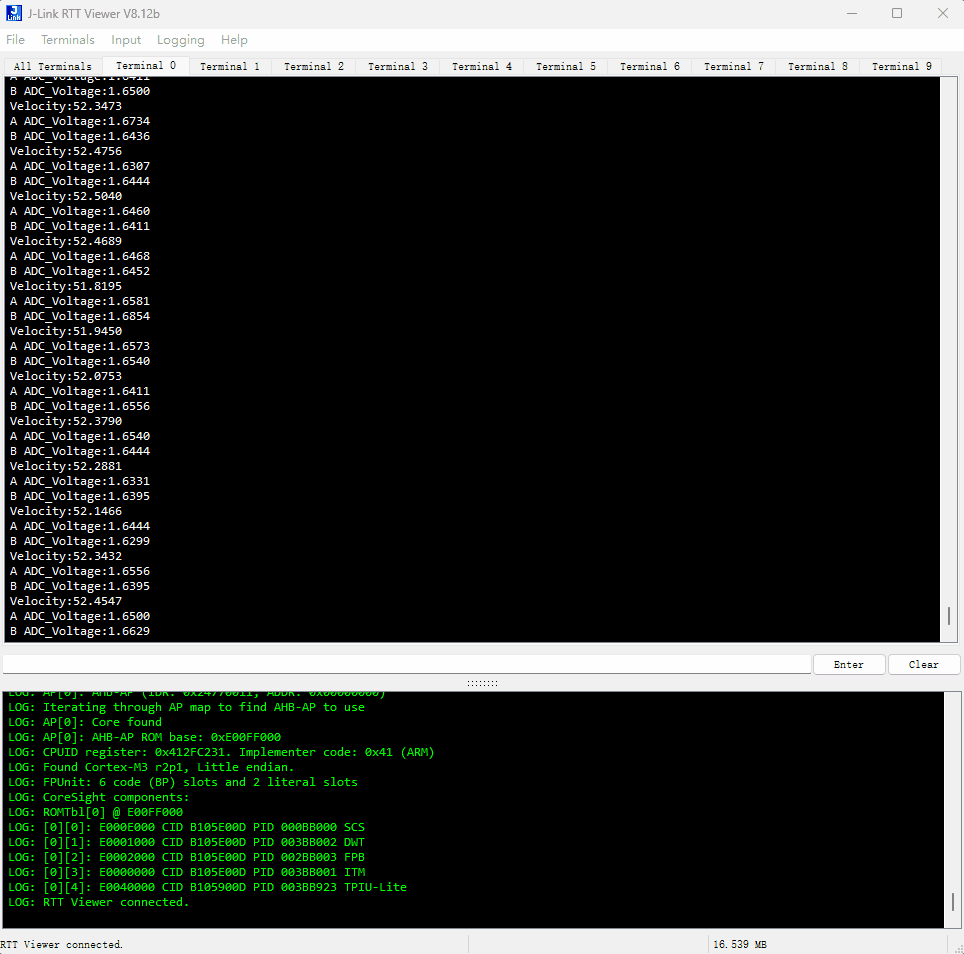 J-Link RTT Viewer V8.12b
File Terminals Input Logging Help
All Terminals Terminal 0 Terminal 1 Terminal 2 Terminal 3 Terminal 4 Terminal 5 Terminal 6 Terminal 7 Terminal 8 Terminal 9
A ADC_Voltage:1.6411
B ADC_Voltage:1.6500
Velocity:52.3473
A ADC_Voltage:1.6734
B ADC_Voltage:1.6436
Velocity:52.4756
A ADC_Voltage:1.6307
B ADC_Voltage:1.6444
Velocity:52.5040
A ADC_Voltage:1.6460
B ADC_Voltage:1.6411
Velocity:52.4689
A ADC_Voltage:1.6468
B ADC_Voltage:1.6452
Velocity:51.8195
A ADC_Voltage:1.6581
B ADC_Voltage:1.6854
Velocity:51.9450
A ADC_Voltage:1.6573
B ADC_Voltage:1.6540
Velocity:52.0753
A ADC_Voltage:1.6411
B ADC_Voltage:1.6556
Velocity:52.3790
A ADC_Voltage:1.6540
B ADC_Voltage:1.6444
Velocity:52.2881
A ADC_Voltage:1.6331
B ADC_Voltage:1.6395
Velocity:52.1466
A ADC_Voltage:1.6444
B ADC_Voltage:1.6299
Velocity:52.3432
A ADC_Voltage:1.6556
B ADC_Voltage:1.6395
Velocity:52.4547
A ADC_Voltage:1.6500
B ADC_Voltage:1.6629
Enter Clear
LOG: AP[0]: AHB-AP (IDR: 0x24770011, ADDR: 0x00000000)
LOG: Iterating through AP map to find AHB-AP to use
LOG: AP[0]: Core found
LOG: AP[0]: AHB-AP ROM base: 0xE00FF000
LOG: CPUID register: 0x412FC231. Implementer code: 0x41 (ARM)
LOG: Found Cortex-M3 r2p1, Little endian.
LOG: FPUnit: 6 code (BP) slots and 2 literal slots
LOG: CoreSight components:
LOG: ROMTbl[0] @ E00FF000
LOG: [0][0]: E000E000 CID B105E00D PID 000BB000 SCS
LOG: [0][1]: E0001000 CID B105E00D PID 003BB002 DWT
LOG: [0][2]: E0002000 CID B105E00D PID 002BB003 FPB
LOG: [0][3]: E0000000 CID B105E00D PID 003BB001 ITM
LOG: [0][4]: E0040000 CID B105900D PID 003BB923 TPIU-Lite
LOG: RTT Viewer connected.
RTT Viewer connected. 16.539 MB